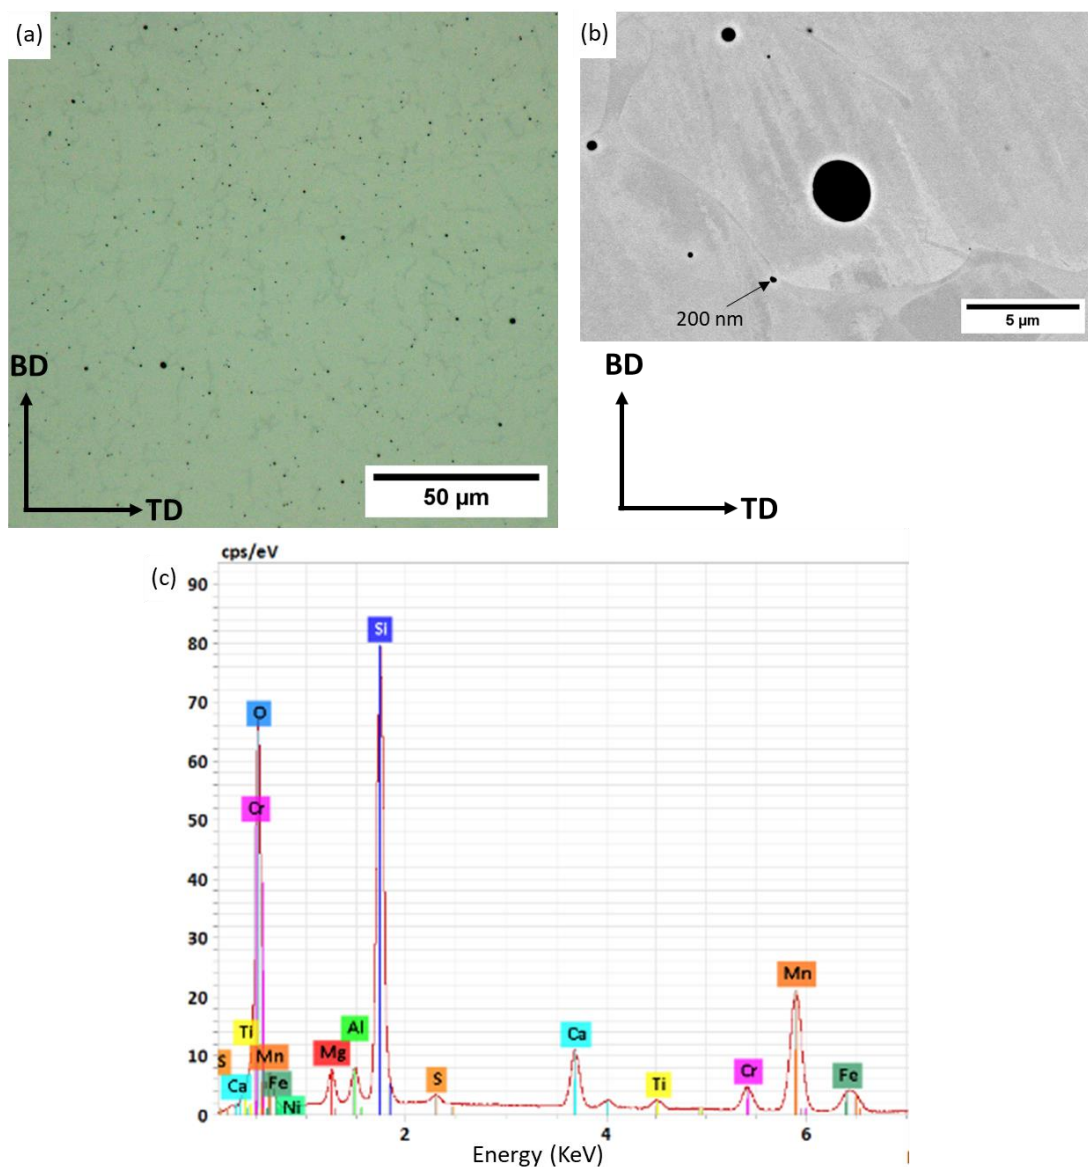 (a)
(b)
200 nm
5 µm
BD
50 µm
TD
BD
TD
(c)
cps/eV
90
80
70
60
50
40
30
20
10
0
Si
O
Cr
Ti
S
Mn
Ca
Fe
Ni
Mg
Al
S
Ca
Ti
Cr
Mn
Fe
2
4
6
Energy (KeV)